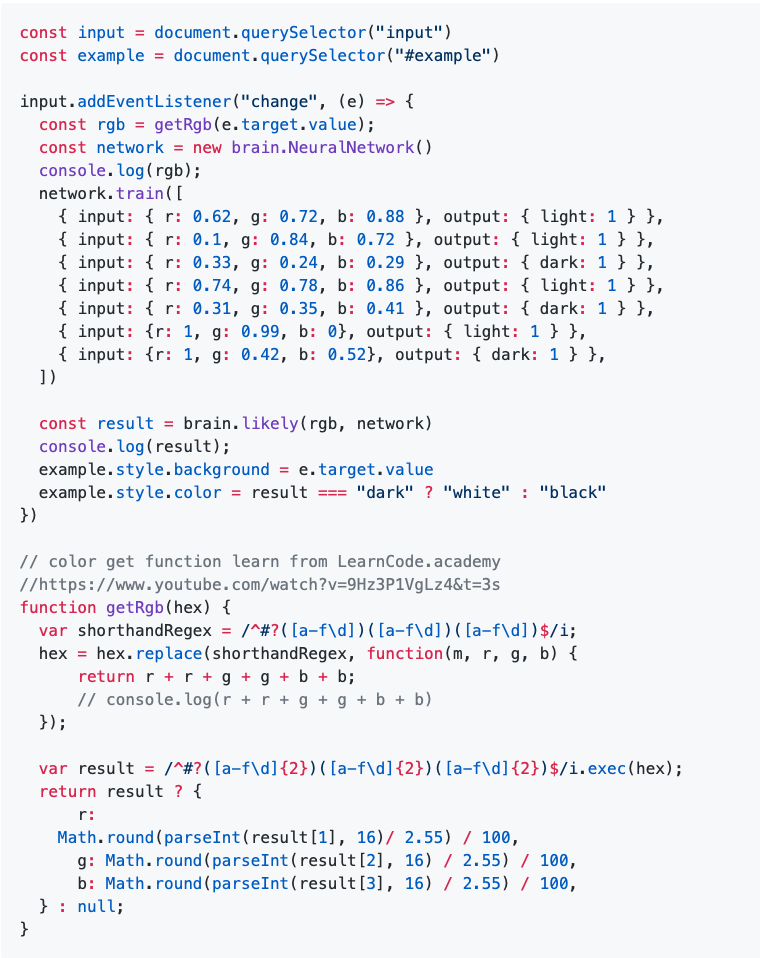 const input = document.querySelector("input")
const example = document.querySelector("#example")

input.addEventListener("change", (e) => {
  const rgb = getRgb(e.target.value);
  const network = new brain.NeuralNetwork()
  console.log(rgb);
  network.train([
    { input: { r: 0.62, g: 0.72, b: 0.88 }, output: { light: 1 } },
    { input: { r: 0.1, g: 0.84, b: 0.72 }, output: { light: 1 } },
    { input: { r: 0.33, g: 0.24, b: 0.29 }, output: { dark: 1 } },
    { input: { r: 0.74, g: 0.78, b: 0.86 }, output: { light: 1 } },
    { input: { r: 0.31, g: 0.35, b: 0.41 }, output: { dark: 1 } },
    { input: {r: 1, g: 0.99, b: 0}, output: { light: 1 } },
    { input: {r: 1, g: 0.42, b: 0.52}, output: { dark: 1 } },
  ])

  const result = brain.likely(rgb, network)
  console.log(result);
  example.style.background = e.target.value
  example.style.color = result === "dark" ? "white" : "black"
})

// color get function learn from LearnCode.academy
//https://www.youtube.com/watch?v=9Hz3P1VgLz4&t=3s
function getRgb(hex) {
  var shorthandRegex = /^#?([a-f\d])([a-f\d])([a-f\d])$/i;
  hex = hex.replace(shorthandRegex, function(m, r, g, b) {
      return r + r + g + g + b + b;
      // console.log(r + r + g + g + b + b)
  });

  var result = /^#?([a-f\d]{2})([a-f\d]{2})([a-f\d]{2})$/i.exec(hex);
  return result ? {
      r:
    Math.round(parseInt(result[1], 16)/ 2.55) / 100,
      g: Math.round(parseInt(result[2], 16) / 2.55) / 100,
      b: Math.round(parseInt(result[3], 16) / 2.55) / 100,
  } : null;
}